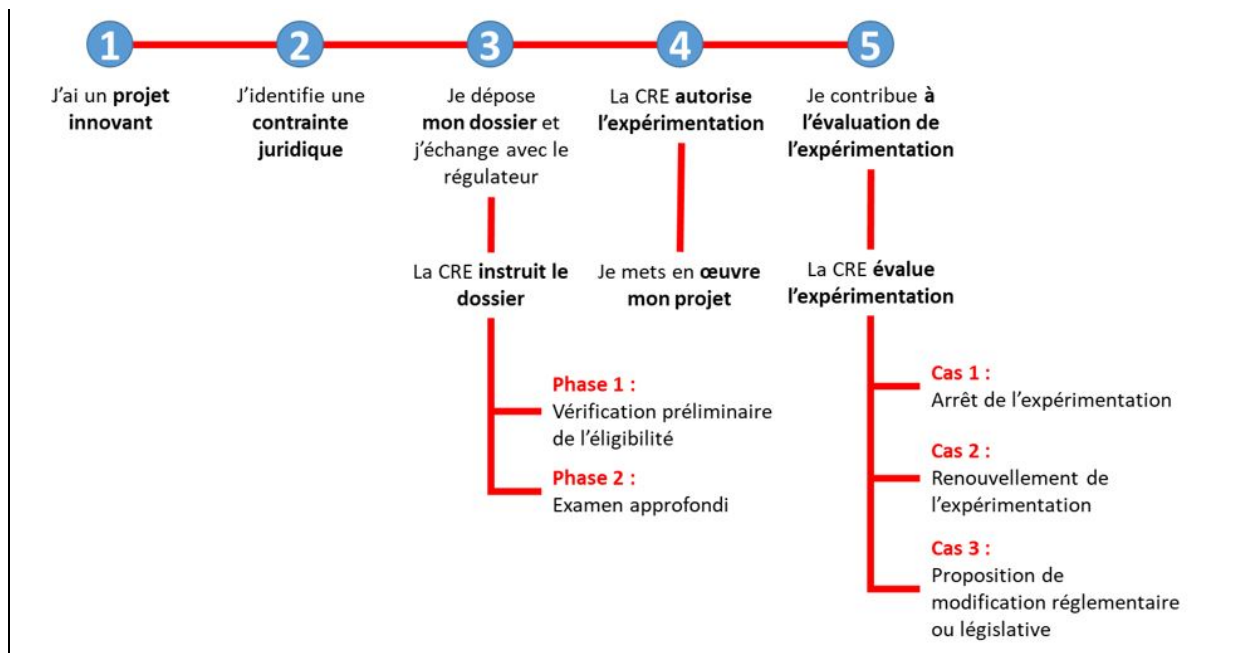 1
J'ai un projet
innovant
2
J'identifie une
contrainte
juridique
3
Je dépose
mon dossier et
j'échange avec le
régulateur
La CRE instruit le
dossier
Phase 1 :
Vérification préliminaire
de l'éligibilité
Phase 2 :
Examen approfondi
4
La CRE autorise
l'expérimentation
Je mets en œuvre
mon projet
5
Je contribue à
l'évaluation de
l'expérimentation
La CRE évalue
l'expérimentation
Cas 1 :
Arrêt de l'expérimentation
Cas 2 :
Renouvellement de
l'expérimentation
Cas 3 :
Proposition de
modification réglementaire
ou législative